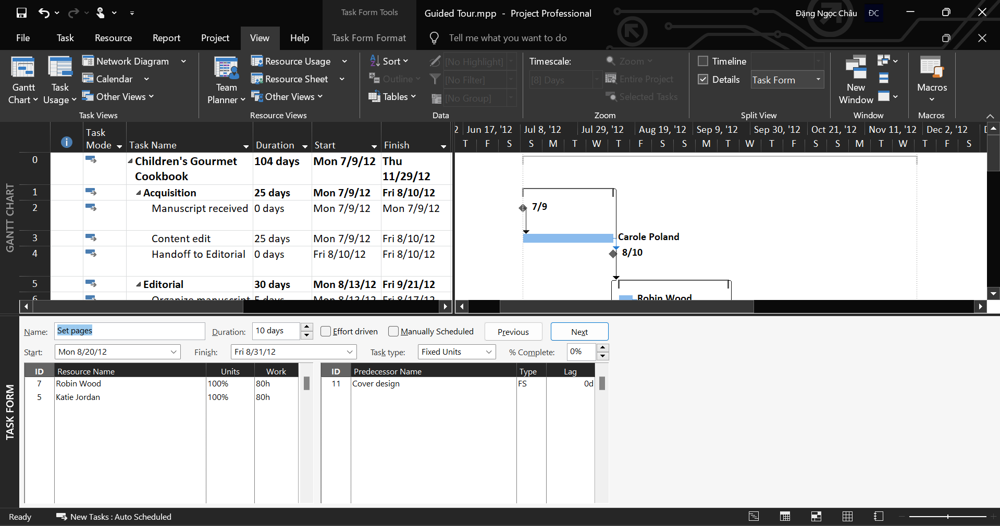 Task Form Tools
Guided Tour.mpp - Project Professional
Đặng Ngọc Châu
ĐC
File Task Resource Report Project View Help Task Form Format Tell me what you want to do
Gantt Chart
Task Usage
Network Diagram
Calendar
Other Views
Task Views
Team Planner
Resource Usage
Resource Sheet
Other Views
Resource Views
Sort
Outline
Tables
[No Highlight]
[No Filter]
[No Group]
Data
Timescale:
[8] Days
Zoom
Entire Project
Selected Tasks
Zoom
Timeline
Details Task Form
Split View
New Window
Window
Macros
Macros
GANTT CHART
Task Mode Task Name Duration Start Finish
2 Jun 17, '12 Jul 8, '12 Jul 29, '12 Aug 19, '12 Sep 9, '12 Sep 30, '12 Oct 21, '12 Nov 11, '12 Dec 2, '12
T F S S M T W T F S S M T W T F S S M T W T F S
0 Children's Gourmet Cookbook 104 days Mon 7/9/12 Thu 11/29/12
1 Acquisition 25 days Mon 7/9/12 Fri 8/10/12
2 Manuscript received 0 days Mon 7/9/12 Mon 7/9/12
7/9
3 Content edit 25 days Mon 7/9/12 Fri 8/10/12
Carole Poland
4 Handoff to Editorial 0 days Fri 8/10/12 Fri 8/10/12
8/10
5 Editorial 30 days Mon 8/13/12 Fri 9/21/12
6 Organize manuscript 5 days Mon 8/13/12 Fri 8/17/12
Robin Wood
TASK FORM
Name: Set pages Duration: 10 days Effort driven Manually Scheduled Previous Next
Start: Mon 8/20/12 Finish: Fri 8/31/12 Task type: Fixed Units % Complete: 0%
ID Resource Name Units Work
7 Robin Wood 100% 80h
5 Katie Jordan 100% 80h
ID Predecessor Name Type Lag
11 Cover design FS 0d
Ready New Tasks : Auto Scheduled